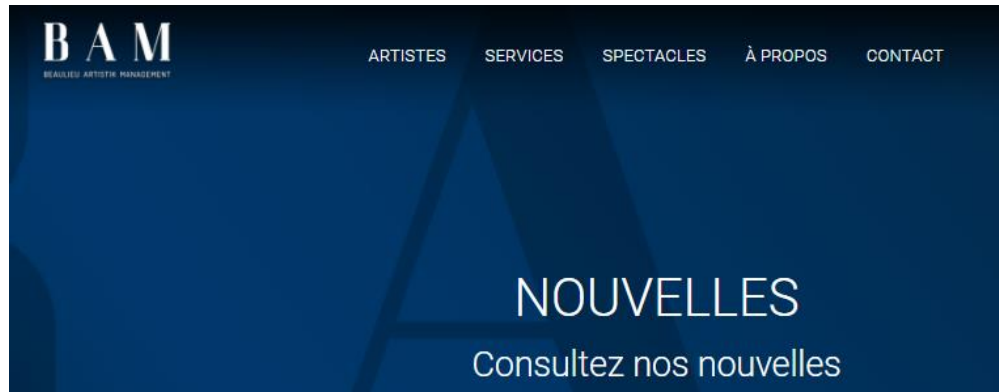 B A M
BEAULIEU ARTISTIK MANAGEMENT
ARTISTES SERVICES SPECTACLES À PROPOS CONTACT
NOUVELLES
Consultez nos nouvelles